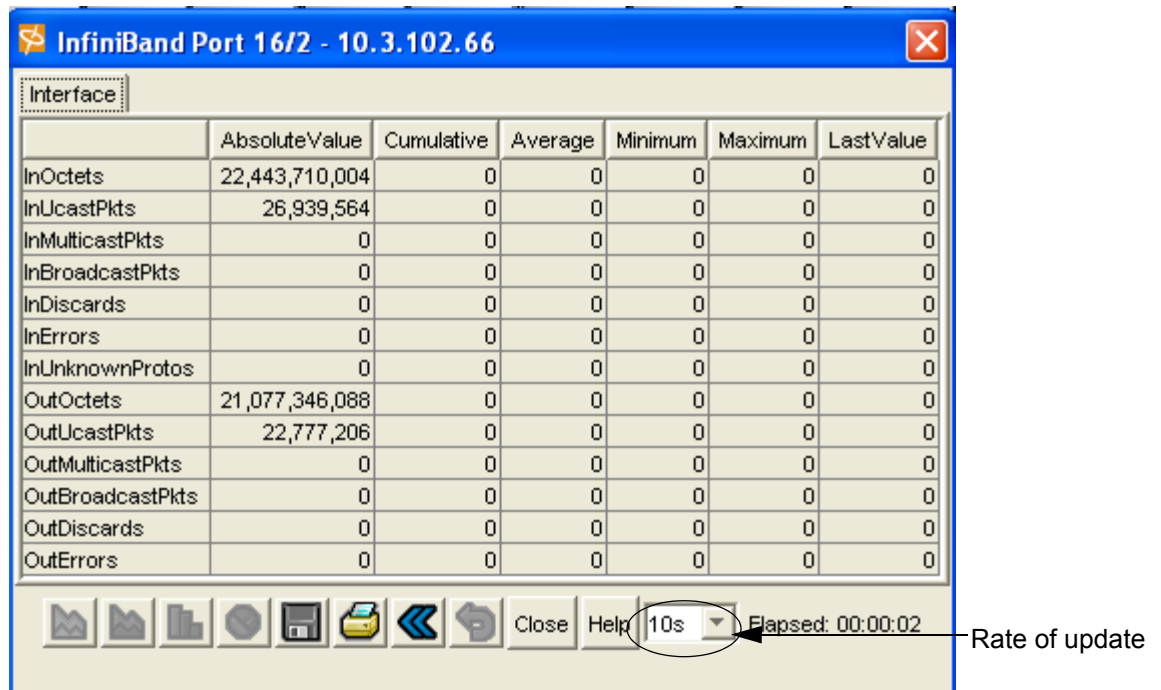 InfiniBand Port 16/2 - 10.3.102.66
Interface
AbsoluteValue Cumulative Average Minimum Maximum LastValue
InOctets 22,443,710,004 0 0 0 0 0
InUcastPkts 26,939,564 0 0 0 0 0
InMulticastPkts 0 0 0 0 0 0
InBroadcastPkts 0 0 0 0 0 0
InDiscards 0 0 0 0 0 0
InErrors 0 0 0 0 0 0
InUnknownProtos 0 0 0 0 0 0
OutOctets 21,077,346,088 0 0 0 0 0
OutUcastPkts 22,777,206 0 0 0 0 0
OutMulticastPkts 0 0 0 0 0 0
OutBroadcastPkts 0 0 0 0 0 0
OutDiscards 0 0 0 0 0 0
OutErrors 0 0 0 0 0 0
Close Help 10s Elapsed: 00:00:02
Rate of update